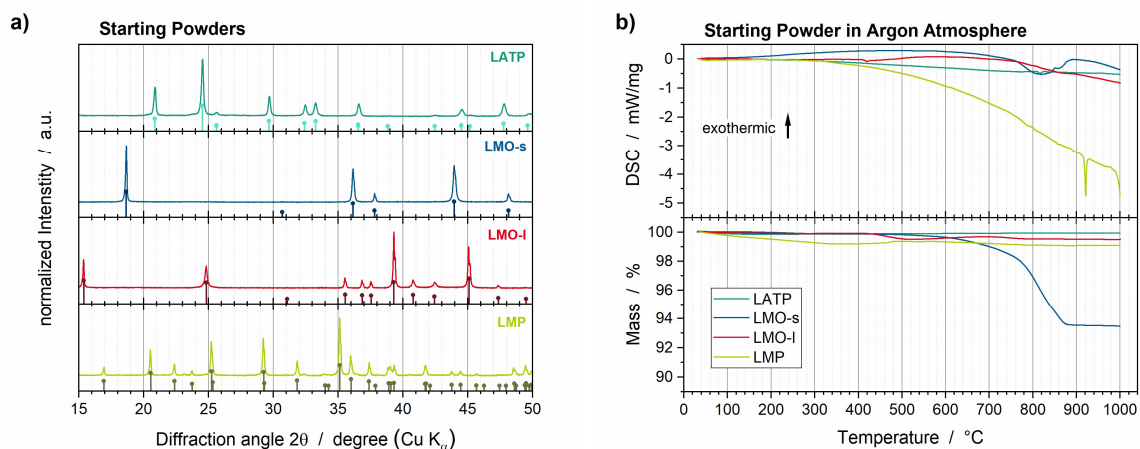 a)
Starting Powders
LATP
LMO-s
LMO-l
LMP
normalized Intenstity / a.u.
15 20 25 30 35 40 45 50
Diffraction angle 2θ / degree (Cu Kα)
b)
Starting Powder in Argon Atmosphere
0
-1
-2
-3
-4
-5
DSC / mW/mg
exothermic
100
98
96
94
92
90
Mass / %
LATP
LMO-s
LMO-l
LMP
0 100 200 300 400 500 600 700 800 900 1000
Temperature / °C